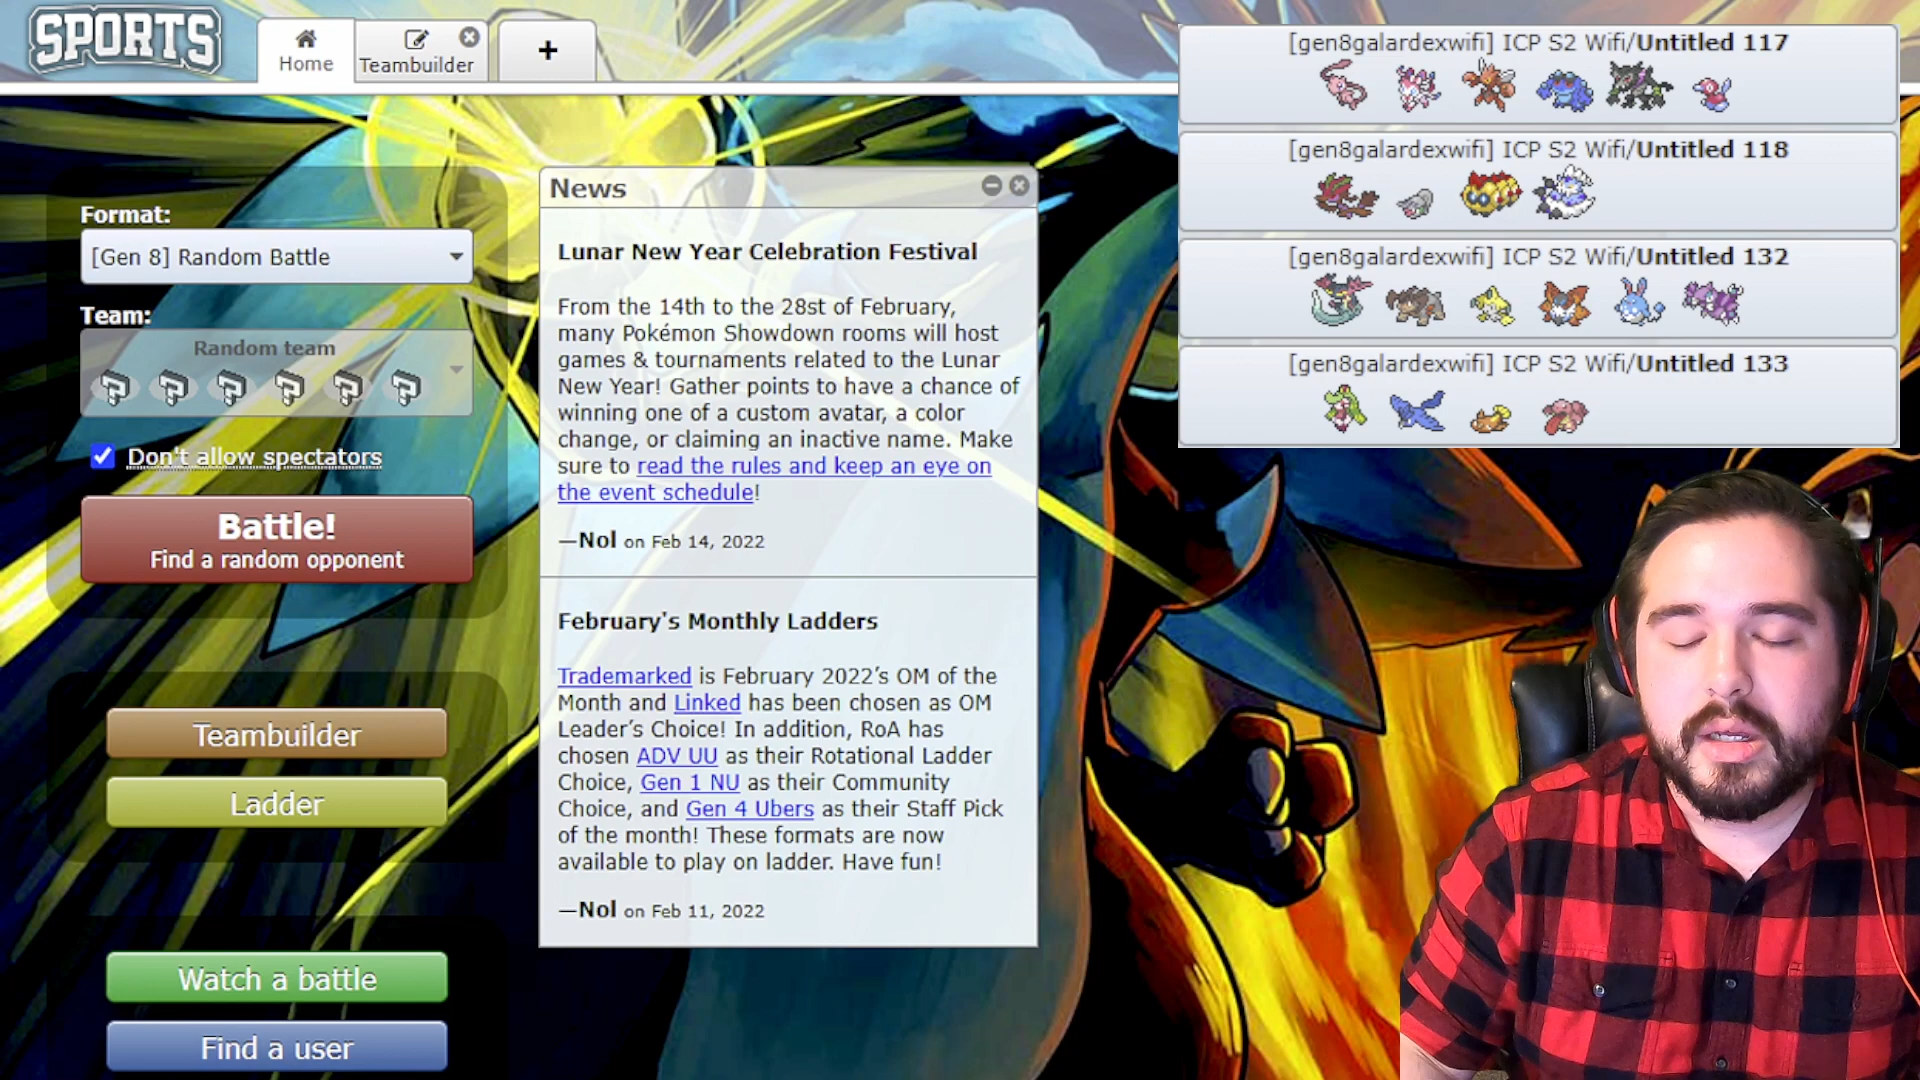 SPORTS
Home
Teambuilder
+
Format:
[Gen 8] Random Battle
Team:
Random team
? ? ? ? ? ?
Don't allow spectators
Battle!
Find a random opponent
Teambuilder
Ladder
Watch a battle
Find a user
News
Lunar New Year Celebration Festival
From the 14th to the 28st of February,
many Pokémon Showdown rooms will host
games & tournaments related to the Lunar
New Year! Gather points to have a chance of
winning one of a custom avatar, a color
change, or claiming an inactive name. Make
sure to read the rules and keep an eye on
the event schedule!
—Nol on Feb 14, 2022
February's Monthly Ladders
Trademarked is February 2022’s OM of the
Month and Linked has been chosen as OM
Leader’s Choice! In addition, RoA has
chosen ADV UU as their Rotational Ladder
Choice, Gen 1 NU as their Community
Choice, and Gen 4 Ubers as their Staff Pick
of the month! These formats are now
available to play on ladder. Have fun!
—Nol on Feb 11, 2022
[gen8galardexwifi] ICP S2 Wifi/Untitled 117
[gen8galardexwifi] ICP S2 Wifi/Untitled 118
[gen8galardexwifi] ICP S2 Wifi/Untitled 132
[gen8galardexwifi] ICP S2 Wifi/Untitled 133